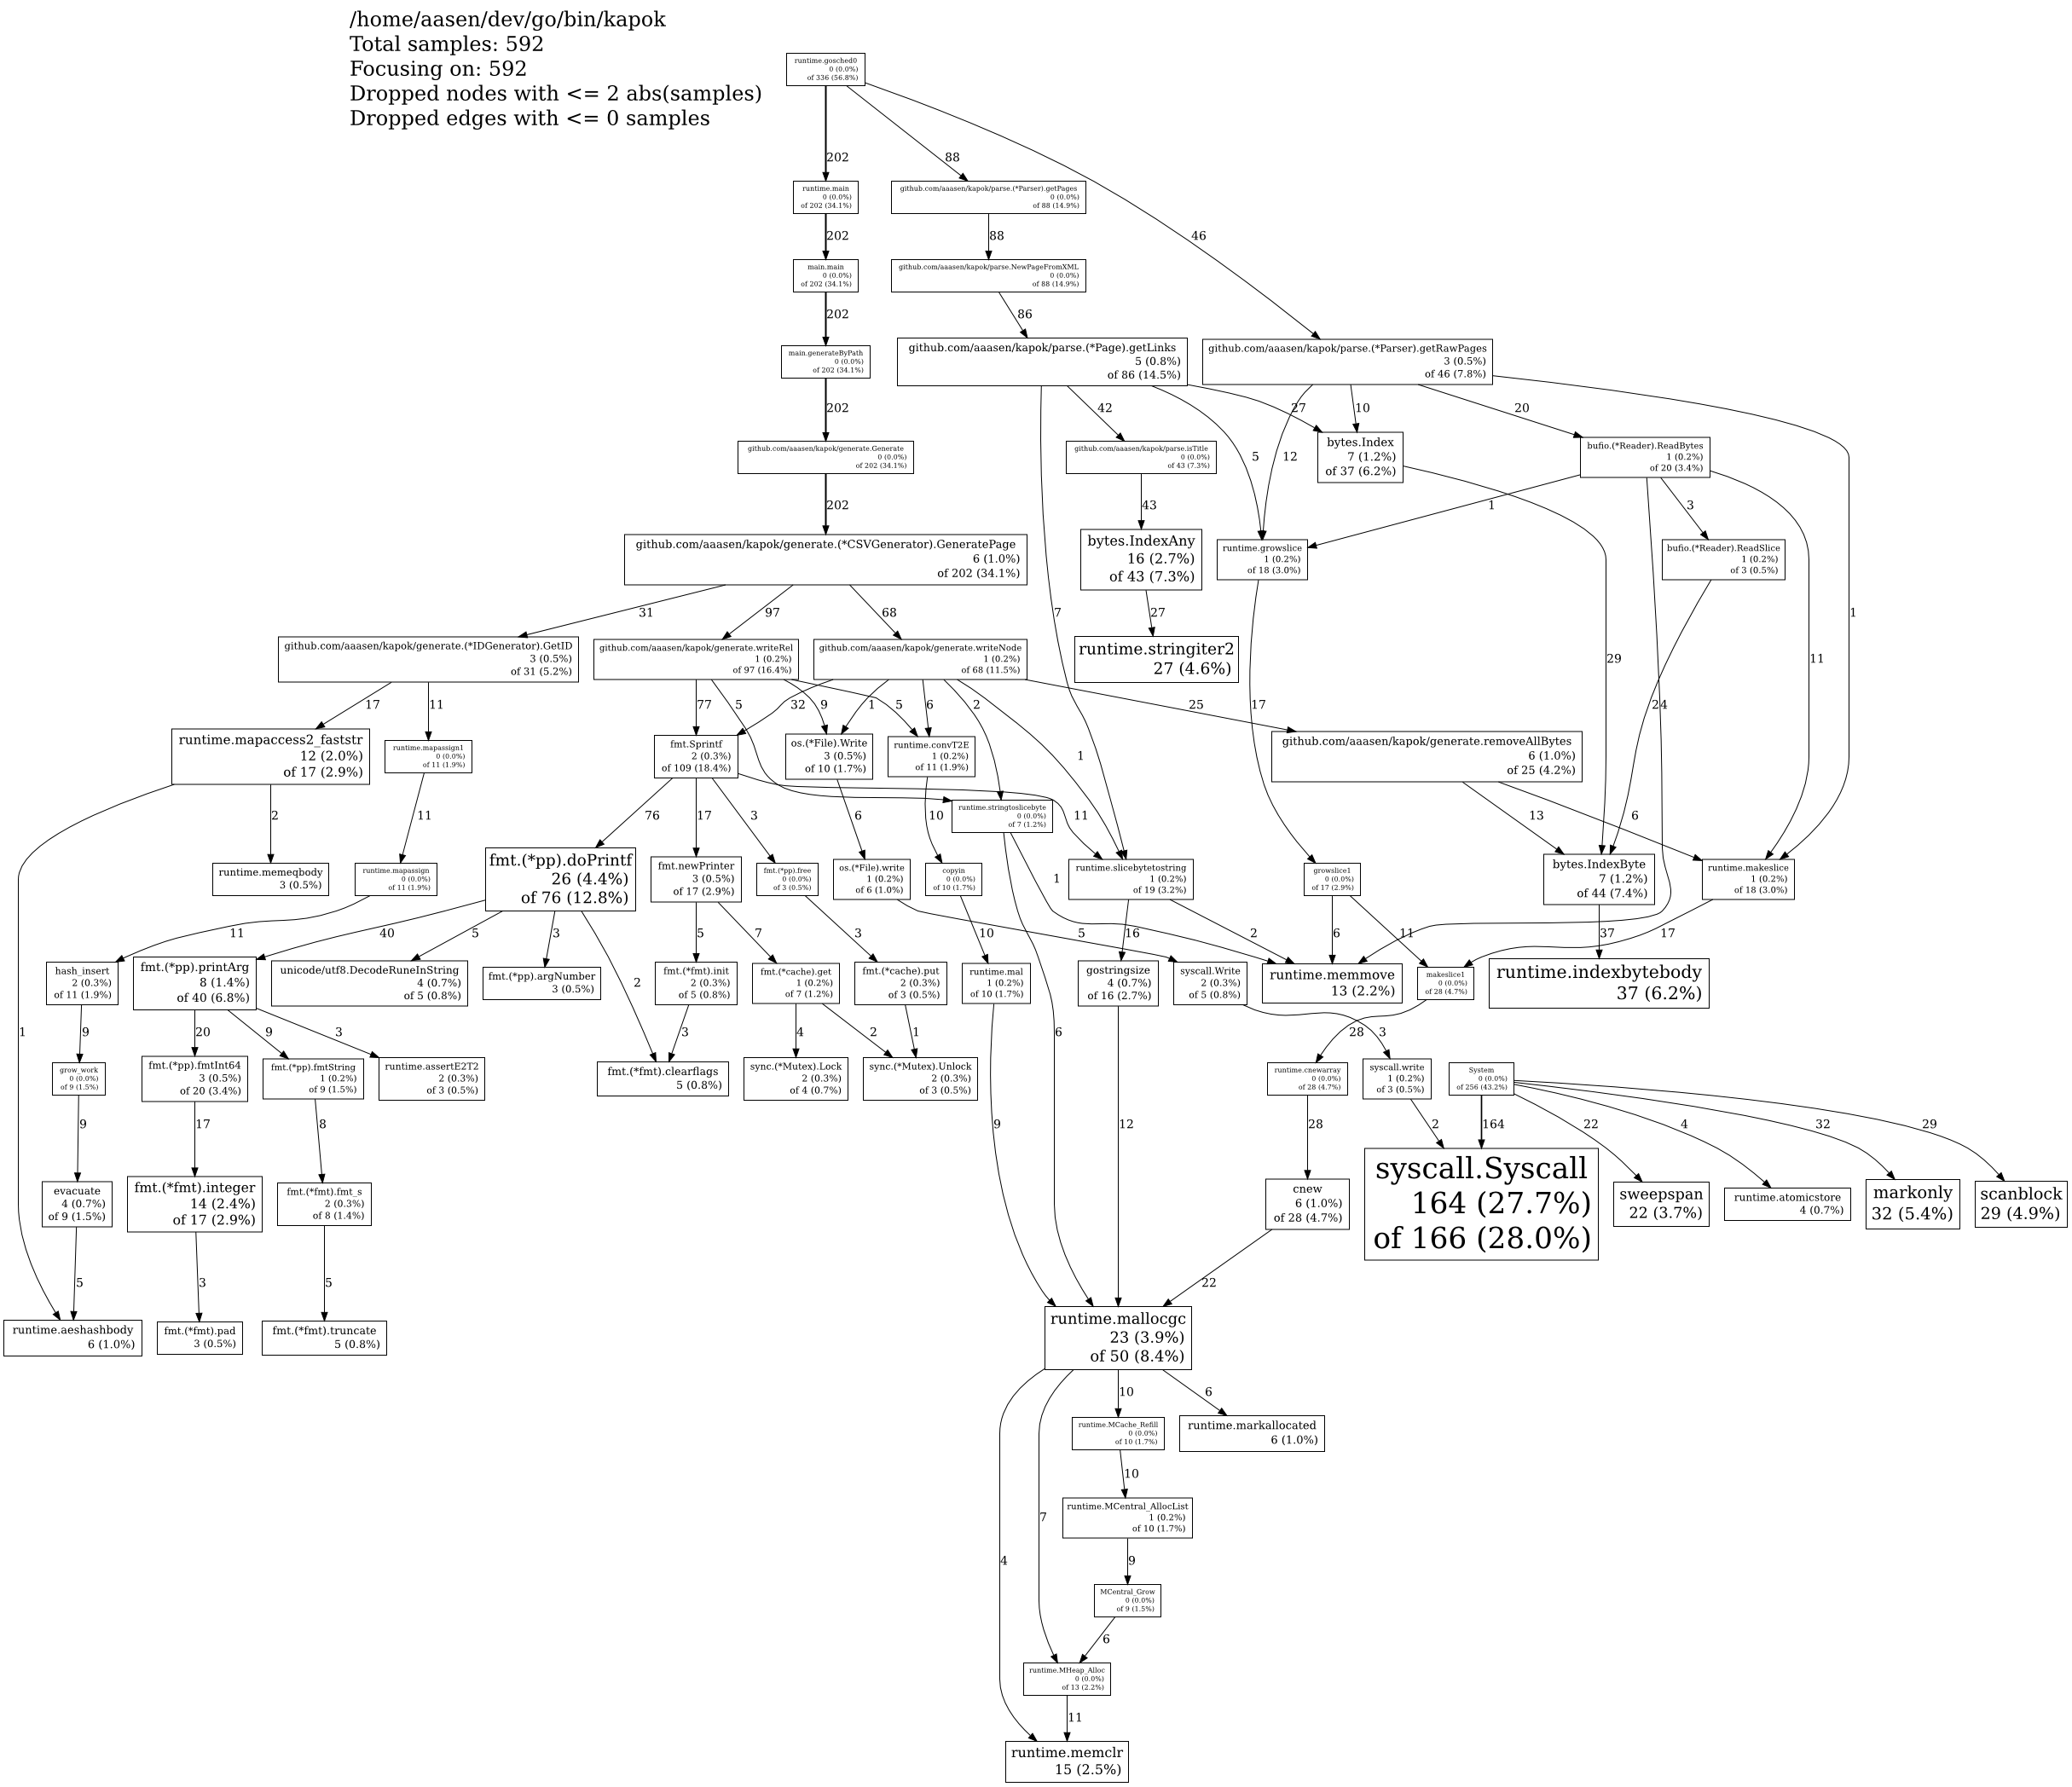 /home/aasen/dev/go/bin/kapok
Total samples: 592
Focusing on: 592
Dropped nodes with <= 2 abs(samples)
Dropped edges with <= 0 samples
runtime.gosched0
0 (0.0%)
of 336 (56.8%)
202
88
46
runtime.main
0 (0.0%)
of 202 (34.1%)
github.com/aaasen/kapok/parse.(*Parser).getPages
0 (0.0%)
of 88 (14.9%)
202
88
main.main
0 (0.0%)
of 202 (34.1%)
github.com/aaasen/kapok/parse.NewPageFromXML
0 (0.0%)
of 88 (14.9%)
202
86
main.generateByPath
0 (0.0%)
of 202 (34.1%)
github.com/aaasen/kapok/parse.(*Page).getLinks
5 (0.8%)
of 86 (14.5%)
github.com/aaasen/kapok/parse.(*Parser).getRawPages
3 (0.5%)
of 46 (7.8%)
202
42
27
10
20
github.com/aaasen/kapok/generate.Generate
0 (0.0%)
of 202 (34.1%)
github.com/aaasen/kapok/parse.isTitle
0 (0.0%)
of 43 (7.3%)
5
12
bytes.Index
7 (1.2%)
of 37 (6.2%)
bufio.(*Reader).ReadBytes
1 (0.2%)
of 20 (3.4%)
202
43
1
3
github.com/aaasen/kapok/generate.(*CSVGenerator).GeneratePage
6 (1.0%)
of 202 (34.1%)
bytes.IndexAny
16 (2.7%)
of 43 (7.3%)
runtime.growslice
1 (0.2%)
of 18 (3.0%)
bufio.(*Reader).ReadSlice
1 (0.2%)
of 3 (0.5%)
31
97
68
7
27
1
github.com/aaasen/kapok/generate.(*IDGenerator).GetID
3 (0.5%)
of 31 (5.2%)
github.com/aaasen/kapok/generate.writeRel
1 (0.2%)
of 97 (16.4%)
github.com/aaasen/kapok/generate.writeNode
1 (0.2%)
of 68 (11.5%)
runtime.stringiter2
27 (4.6%)
29
11
17
11
77
5
32
9
1
5
6
2
25
17
2
24
runtime.mapaccess2_faststr
12 (2.0%)
of 17 (2.9%)
runtime.mapassign1
0 (0.0%)
of 11 (1.9%)
fmt.Sprintf
2 (0.3%)
of 109 (18.4%)
os.(*File).Write
3 (0.5%)
of 10 (1.7%)
runtime.convT2E
1 (0.2%)
of 11 (1.9%)
1
github.com/aaasen/kapok/generate.removeAllBytes
6 (1.0%)
of 25 (4.2%)
2
11
76
17
3
6
10
runtime.stringtoslicebyte
0 (0.0%)
of 7 (1.2%)
11
13
6
runtime.memeqbody
3 (0.5%)
runtime.mapassign
0 (0.0%)
of 11 (1.9%)
fmt.(*pp).doPrintf
26 (4.4%)
of 76 (12.8%)
fmt.newPrinter
3 (0.5%)
of 17 (2.9%)
fmt.(*pp).free
0 (0.0%)
of 3 (0.5%)
os.(*File).write
1 (0.2%)
of 6 (1.0%)
copyin
0 (0.0%)
of 10 (1.7%)
1
runtime.slicebytetostring
1 (0.2%)
of 19 (3.2%)
growslice1
0 (0.0%)
of 17 (2.9%)
bytes.IndexByte
7 (1.2%)
of 44 (7.4%)
runtime.makeslice
1 (0.2%)
of 18 (3.0%)
11
40
5
3
2
5
7
3
10
5
16
2
6
11
37
17
hash_insert
2 (0.3%)
of 11 (1.9%)
fmt.(*pp).printArg
8 (1.4%)
of 40 (6.8%)
unicode/utf8.DecodeRuneInString
4 (0.7%)
of 5 (0.8%)
fmt.(*pp).argNumber
3 (0.5%)
fmt.(*fmt).init
2 (0.3%)
of 5 (0.8%)
fmt.(*cache).get
1 (0.2%)
of 7 (1.2%)
fmt.(*cache).put
2 (0.3%)
of 3 (0.5%)
runtime.mal
1 (0.2%)
of 10 (1.7%)
gostringsize
4 (0.7%)
of 16 (2.7%)
syscall.Write
2 (0.3%)
of 5 (0.8%)
runtime.memmove
13 (2.2%)
makeslice1
0 (0.0%)
of 28 (4.7%)
runtime.indexbytebody
37 (6.2%)
1
9
20
9
3
3
4
2
1
6
28
3
grow_work
0 (0.0%)
of 9 (1.5%)
fmt.(*pp).fmtInt64
3 (0.5%)
of 20 (3.4%)
fmt.(*pp).fmtString
1 (0.2%)
of 9 (1.5%)
runtime.assertE2T2
2 (0.3%)
of 3 (0.5%)
fmt.(*fmt).clearflags
5 (0.8%)
sync.(*Mutex).Lock
2 (0.3%)
of 4 (0.7%)
sync.(*Mutex).Unlock
2 (0.3%)
of 3 (0.5%)
runtime.cnewarray
0 (0.0%)
of 28 (4.7%)
syscall.write
1 (0.2%)
of 3 (0.5%)
System
0 (0.0%)
of 256 (43.2%)
9
17
8
9
12
28
2
164
22
4
32
29
evacuate
4 (0.7%)
of 9 (1.5%)
fmt.(*fmt).integer
14 (2.4%)
of 17 (2.9%)
fmt.(*fmt).fmt_s
2 (0.3%)
of 8 (1.4%)
cnew
6 (1.0%)
of 28 (4.7%)
syscall.Syscall
164 (27.7%)
of 166 (28.0%)
sweepspan
22 (3.7%)
runtime.atomicstore
4 (0.7%)
markonly
32 (5.4%)
scanblock
29 (4.9%)
5
3
5
22
runtime.aeshashbody
6 (1.0%)
fmt.(*fmt).pad
3 (0.5%)
fmt.(*fmt).truncate
5 (0.8%)
runtime.mallocgc
23 (3.9%)
of 50 (8.4%)
10
6
runtime.MCache_Refill
0 (0.0%)
of 10 (1.7%)
runtime.markallocated
6 (1.0%)
10
7
runtime.MCentral_AllocList
1 (0.2%)
of 10 (1.7%)
4
9
MCentral_Grow
0 (0.0%)
of 9 (1.5%)
6
runtime.MHeap_Alloc
0 (0.0%)
of 13 (2.2%)
11
runtime.memclr
15 (2.5%)